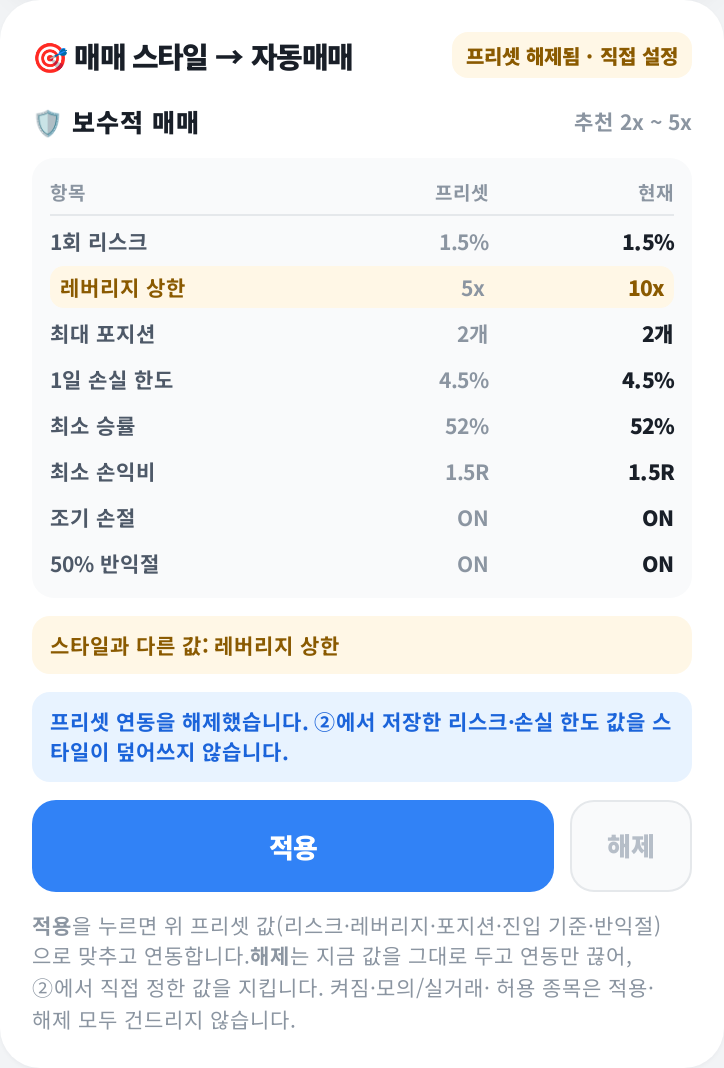 🎯 매매 스타일 → 자동매매 프리셋 해제됨 · 직접 설정
🛡️ 보수적 매매 추천 2x ~ 5x
항목 프리셋 현재
1회 리스크 1.5% 1.5%
레버리지 상한 5x 10x
최대 포지션 2개 2개
1일 손실 한도 4.5% 4.5%
최소 승률 52% 52%
최소 손익비 1.5R 1.5R
조기 손절 ON ON
50% 반익절 ON ON
스타일과 다른 값: 레버리지 상한
프리셋 연동을 해제했습니다. ②에서 저장한 리스크·손실 한도 값을 스
타일이 덮어쓰지 않습니다.
적용 해제
적용을 누르면 위 프리셋 값(리스크·레버리지·포지션·진입 기준·반익절)
으로 맞추고 연동합니다.해제는 지금 값을 그대로 두고 연동만 끊어,
②에서 직접 정한 값을 지킵니다. 켜짐·모의/실거래· 허용 종목은 적용·
해제 모두 건드리지 않습니다.